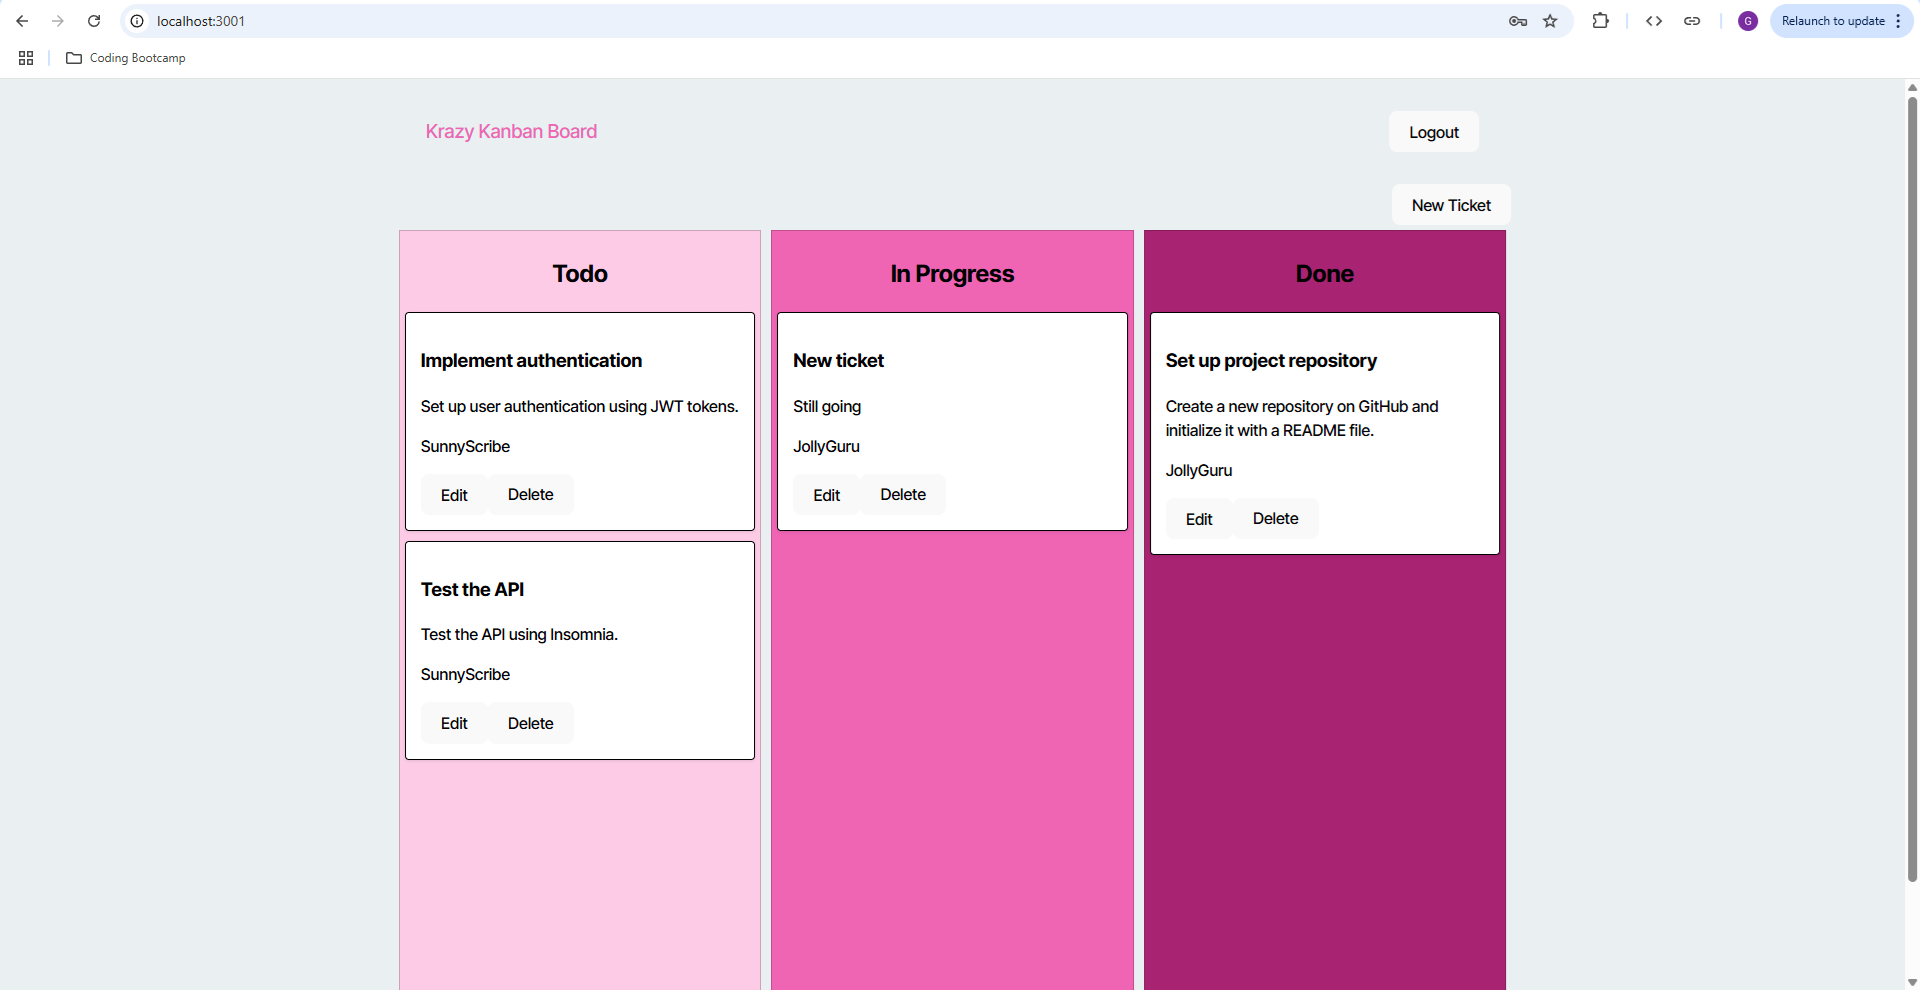 localhost:3001
G
Relaunch to update
Coding Bootcamp
Krazy Kanban Board
Logout
New Ticket
Todo
Implement authentication
Set up user authentication using JWT tokens.
SunnyScribe
Edit Delete
Test the API
Test the API using Insomnia.
SunnyScribe
Edit Delete
In Progress
New ticket
Still going
JollyGuru
Edit Delete
Done
Set up project repository
Create a new repository on GitHub and
initialize it with a README file.
JollyGuru
Edit Delete